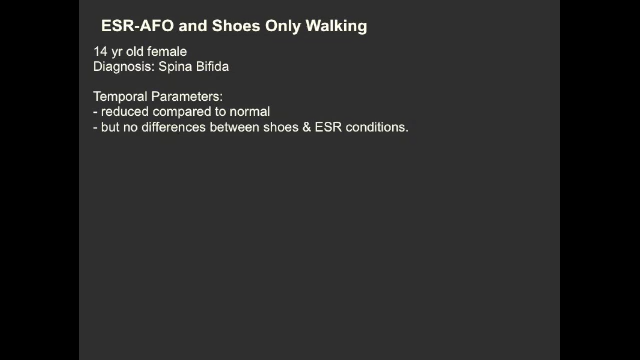 ESR-AFO and Shoes Only Walking
14 yr old female
Diagnosis: Spina Bifida
Temporal Parameters:
- reduced compared to normal
- but no differences between shoes & ESR conditions.